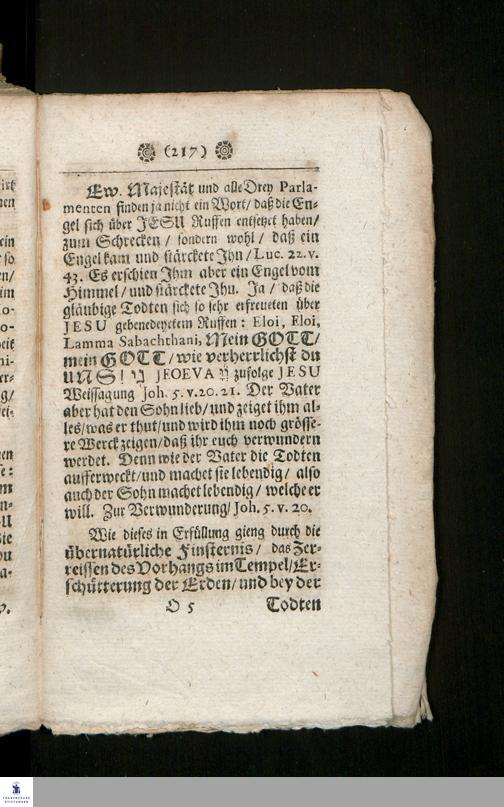 (217)
Ew. Majestät und alle Drey Parla-
menten finden ja nicht ein Wort/ daß die En-
gel sich über JESU Ruffen entsetzet haben/
zum Schrecken/ sondern wohl/ daß ein
Engel kam und stärckete Ihn/ Luc. 22. v.
43. Es erschien Ihm aber ein Engel vom
Himmel/ und stärckete Ihn. Ja/ daß die
gläubige Todten sich so sehr erfreueten über
JESU gebenedeyetem Ruffen: Eloi, Eloi,
Lamma Sabachthani, Mein GOTT/
mein GOTT/ wie verherrlichst du
UNS! JEOEVA zufolge JESU
Weissagung Joh. 5. v. 20. 21. Der Vater
aber hat den Sohn lieb/ und zeiget ihm al-
les/ was er thut/ und wird ihm noch grösse-
re Werck zeigen/ daß ihr euch verwundern
werdet. Denn wie der Vater die Todten
aufferweckt/ und machet sie lebendig/ also
auch der Sohn machet lebendig/ welche er
will. Zur Verwunderung/ Joh. 5. v. 20.
Wie dieses in Erfüllung gieng durch die
übernatürliche Finsternis/ das Zer-
reissen des Vorhangs im Tempel/ Er-
schütterung der Erden/ und bey der
O 5 Todten